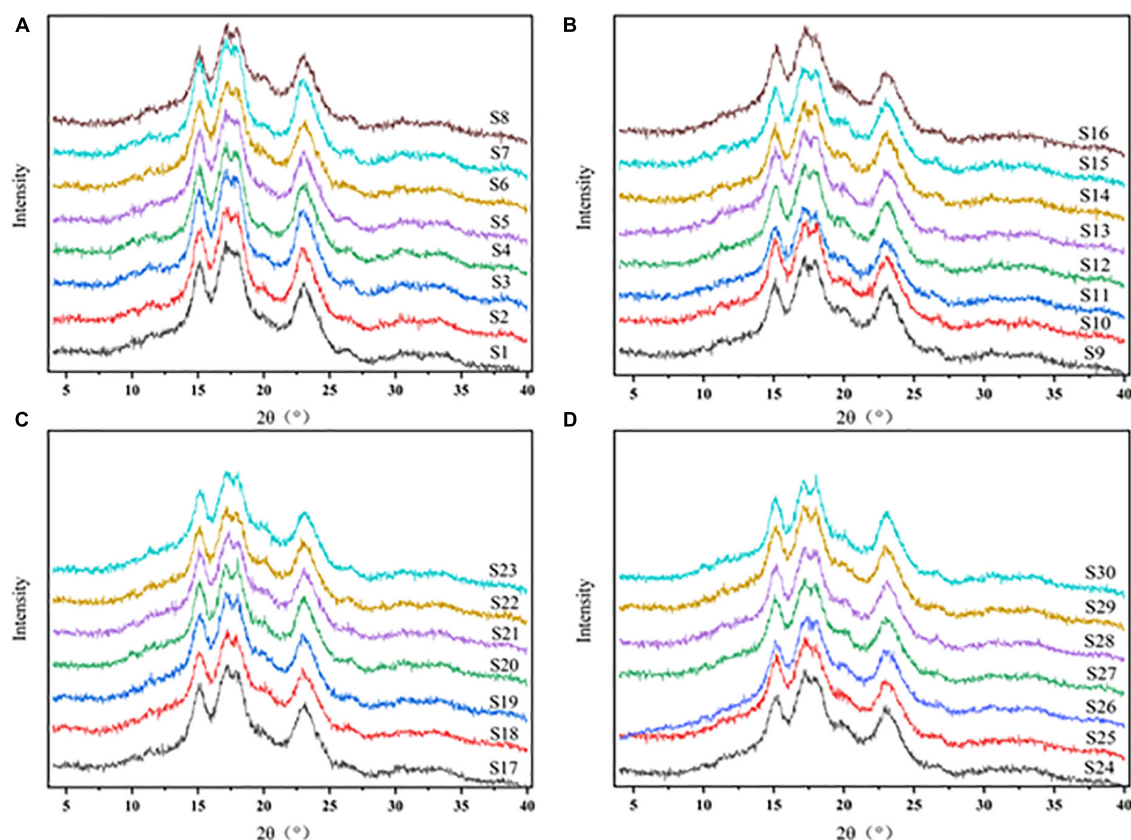 A
Intensity
S8
S7
S6
S5
S4
S3
S2
S1
5 10 15 20 25 30 35 40
2θ (°)
B
Intensity
S16
S15
S14
S13
S12
S11
S10
S9
5 10 15 20 25 30 35 40
2θ (°)
C
Intensity
S23
S22
S21
S20
S19
S18
S17
5 10 15 20 25 30 35 40
2θ (°)
D
Intensity
S30
S29
S28
S27
S26
S25
S24
5 10 15 20 25 30 35 40
2θ (°)